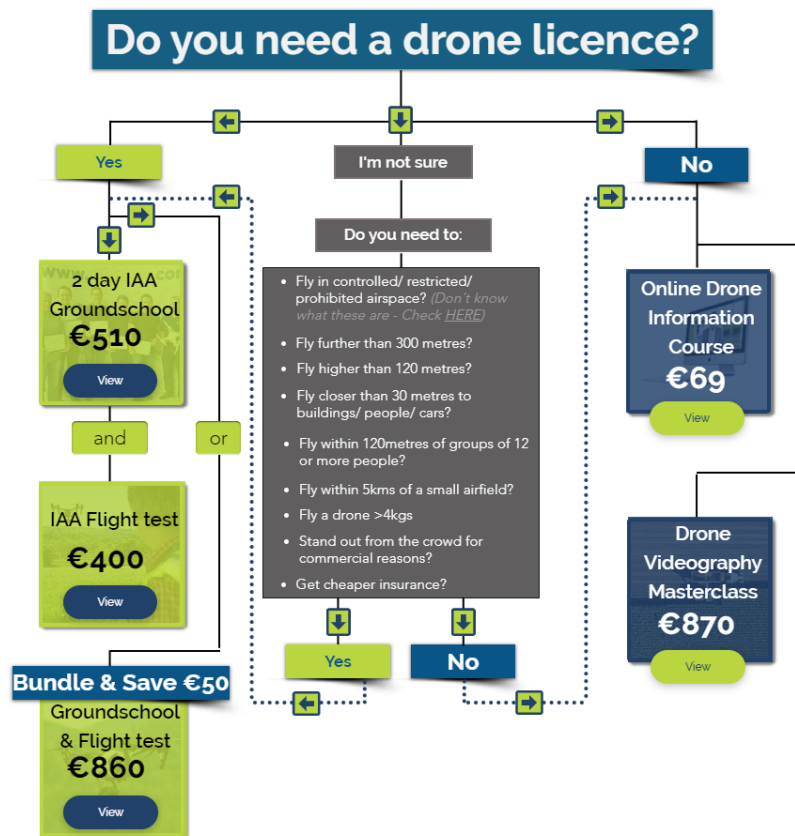 Do you need a drone licence?
Yes
I'm not sure
No
Do you need to:
2 day IAA
Groundschool
€510
View
and
or
IAA Flight test
€400
View
Bundle & Save €50
Groundschool
& Flight test
€860
View
• Fly in controlled/ restricted/
prohibited airspace? (Don't know
what these are - Check HERE)
• Fly further than 300 metres?
• Fly higher than 120 metres?
• Fly closer than 30 metres to
buildings/ people/ cars?
• Fly within 120metres of groups of 12
or more people?
• Fly within 5kms of a small airfield?
• Fly a drone >4kgs
• Stand out from the crowd for
commercial reasons?
• Get cheaper insurance?
Yes
No
Online Drone
Information
Course
€69
View
Drone
Videography
Masterclass
€870
View